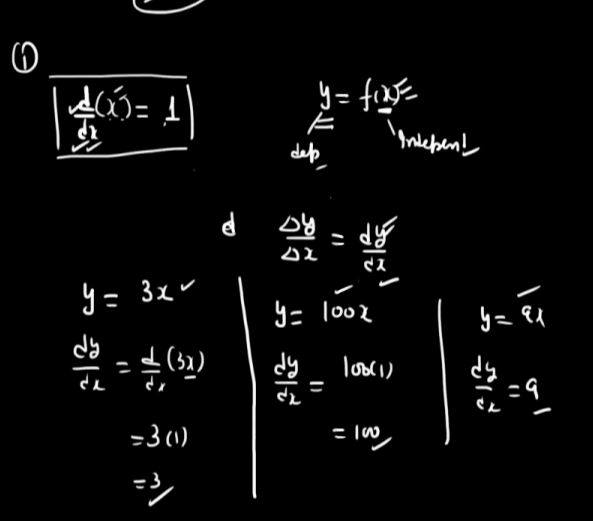 ①
d/dx (x) = 1
y = f(x)
dep
Indepen!
d Δy/Δx = dy/dx
y = 3x
dy/dx = d/dx (3x)
= 3(1)
= 3
y = 100x
dy/dx = 100(1)
= 100
y = 9x
dy/dx = 9